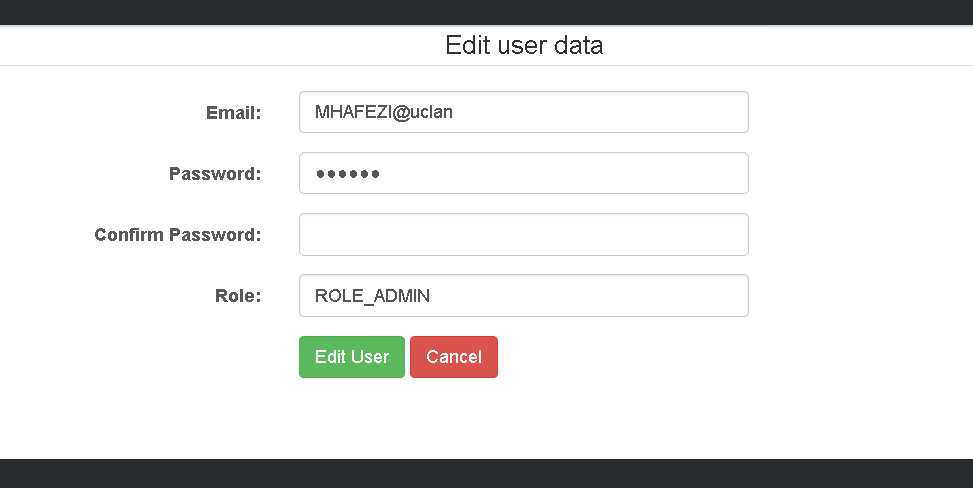 Edit user data
Email: MHAFEZI@uclan
Password: ●●●●●●
Confirm Password:
Role: ROLE_ADMIN
Edit User Cancel